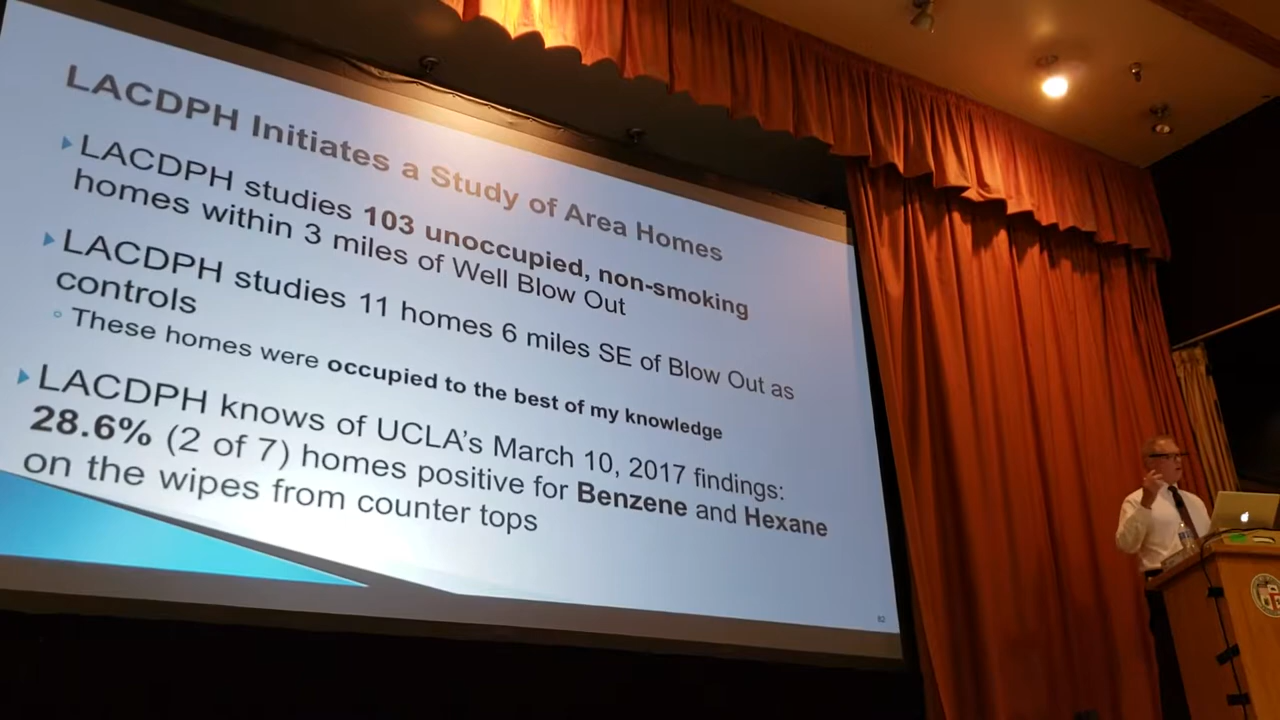 LACDPH Initiates a Study of Area Homes
LACDPH studies 103 unoccupied, non-smoking
homes within 3 miles of Well Blow Out
LACDPH studies 11 homes 6 miles SE of Blow Out as
controls
These homes were occupied to the best of my knowledge
LACDPH knows of UCLA's March 10, 2017 findings:
28.6% (2 of 7) homes positive for Benzene and Hexane
on the wipes from counter tops